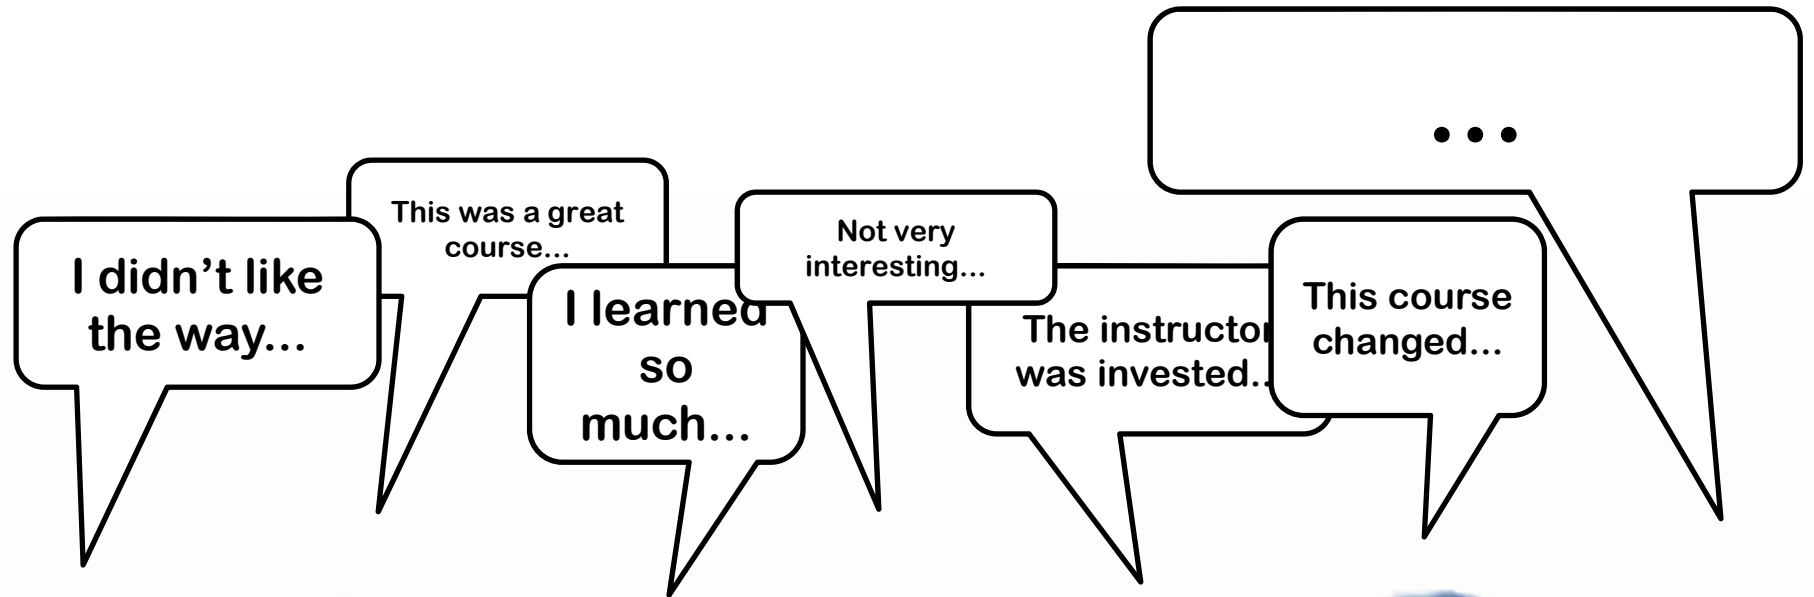 ...
This was a great
course...
I didn't like
the way...
Not very
interesting...
I learned
so
much...
The instructor
was invested..
This course
changed...